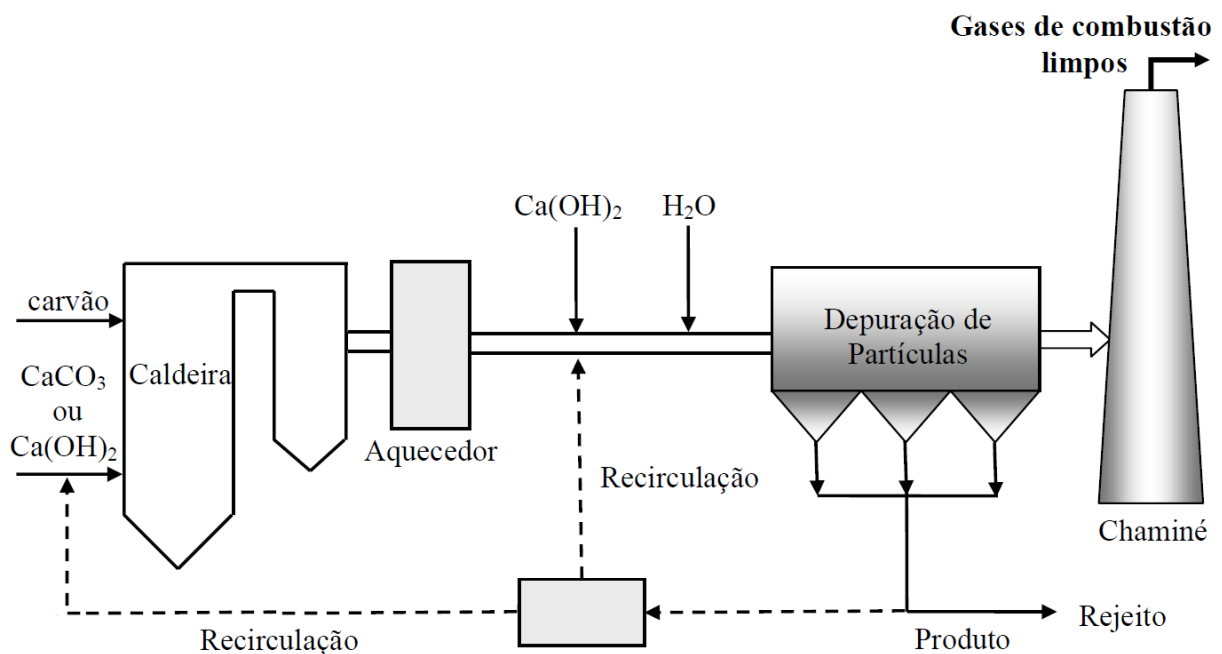 Gases de combustão
limpos
Ca(OH)₂
H₂O
carvão
CaCO₃
ou
Ca(OH)₂
Caldeira
Aquecedor
Depuração de
Partículas
Recirculação
Chaminé
Recirculação
Produto
Rejeito